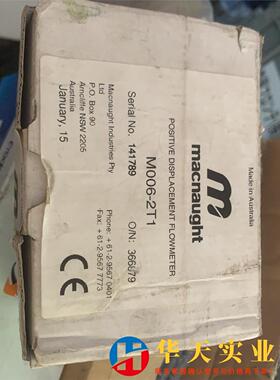 Made in Australia
macnaught
POSITIVE DISPLACEMENT FLOWMETER
M006-2T1
Serial No. 141789
O/N: 366879
Macnaught Industries Pty
Ltd
P.O. Box 90
Arncliffe NSW 2205
Australia
January, 15
Phone: +61-2-9567 0401
Fax: +61-2-9567 7773
CE
华天实业